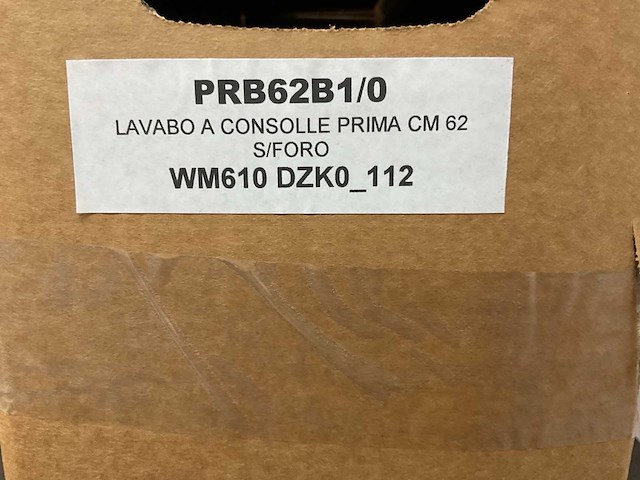 PRB62B1/0
LAVABO A CONSOLLE PRIMA CM 62
S/FORO
WM610 DZK0_112